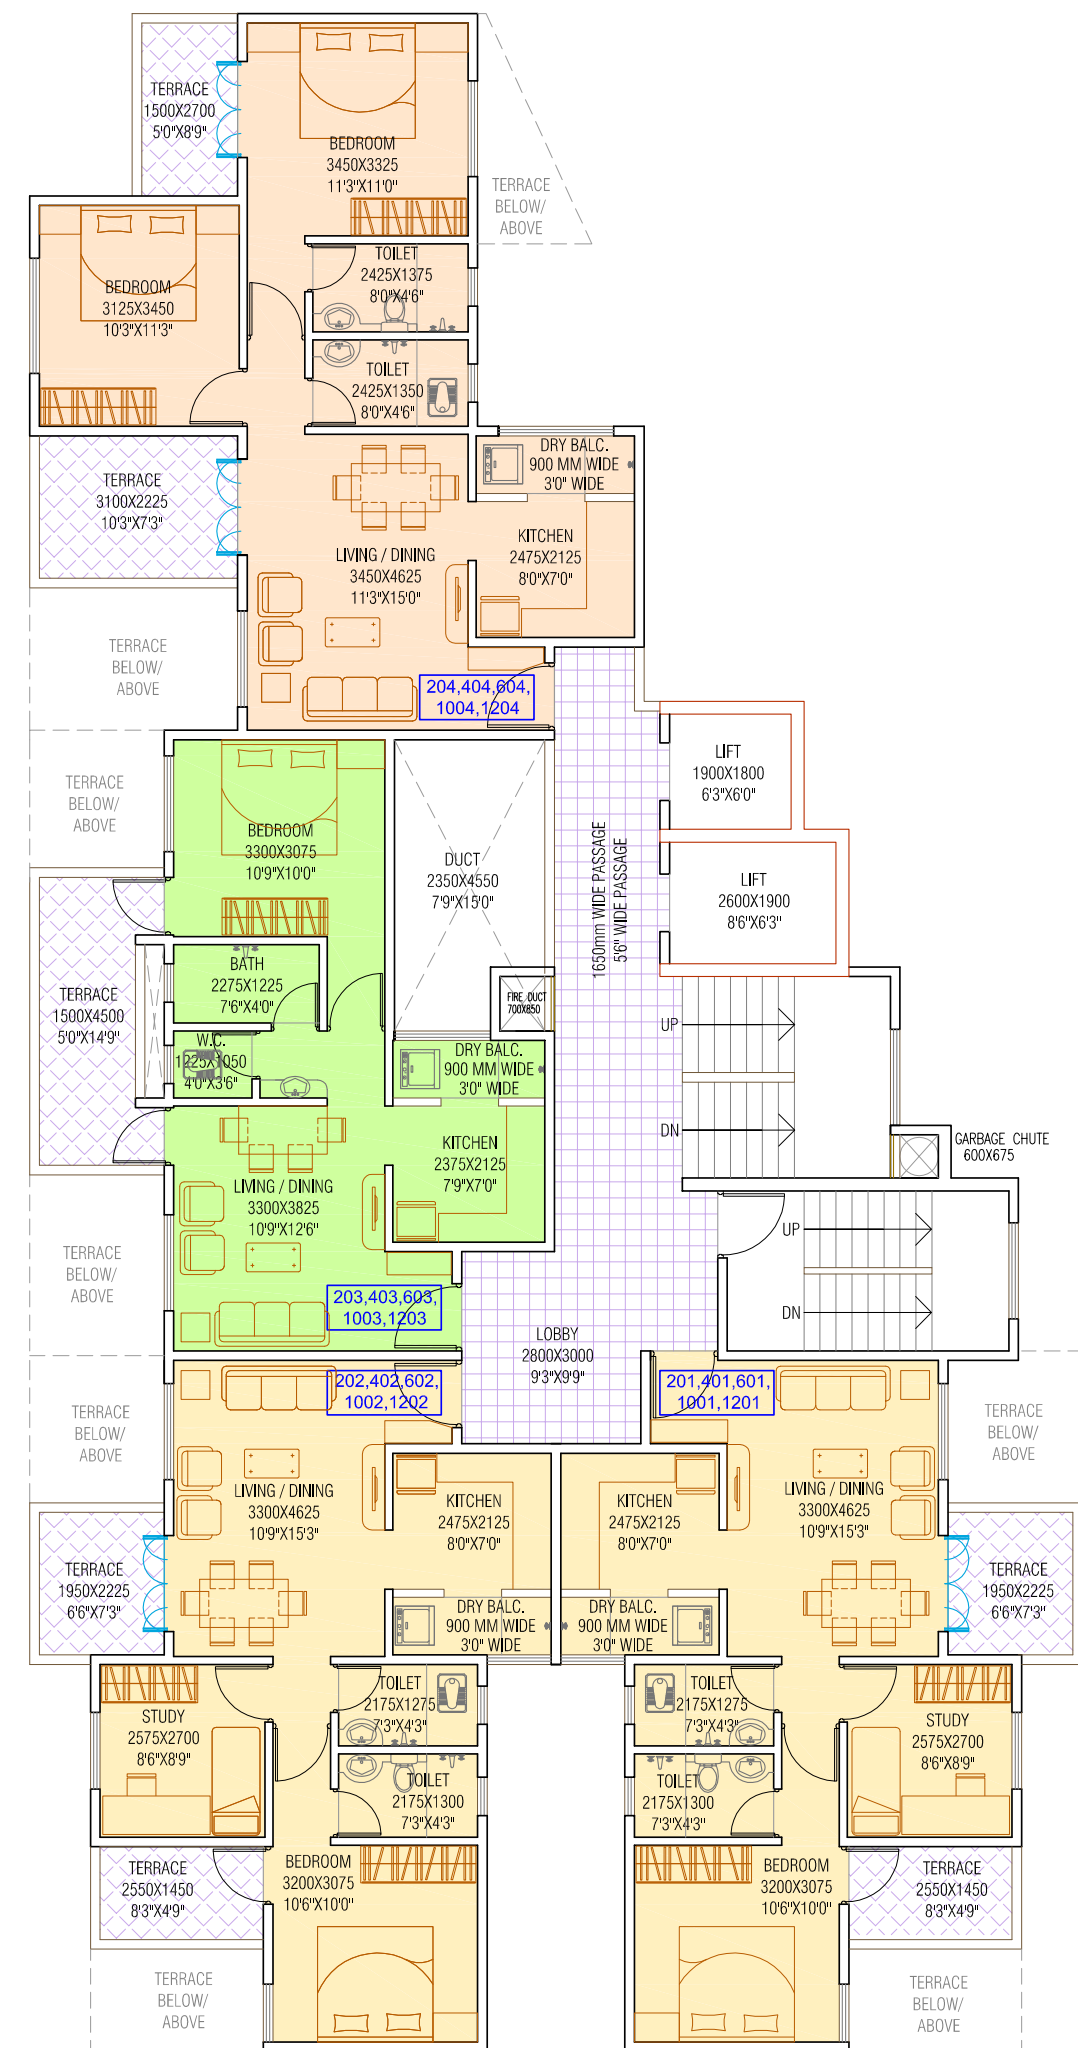 TERRACE
1500X2700
5'0"X8'9"
BEDROOM
3450X3325
11'3"X11'0"
TERRACE
BELOW/
ABOVE
TOILET
2425X1375
8'0"X4'6"
BEDROOM
3125X3450
10'3"X11'3"
TOILET
2425X1350
8'0"X4'6"
DRY BALC.
900 MM WIDE
3'0" WIDE
TERRACE
3100X2225
10'3"X7'3"
KITCHEN
2475X2125
8'0"X7'0"
LIVING / DINING
3450X4625
11'3"X15'0"
TERRACE
BELOW/
ABOVE
204,404,604,
1004,1204
LIFT
1900X1800
6'3"X6'0"
TERRACE
BELOW/
ABOVE
BEDROOM
3300X3075
10'9"X10'0"
DUCT
2350X4550
7'9"X15'0"
1650mm WIDE PASSAGE
5'6" WIDE PASSAGE
LIFT
2600X1900
8'6"X6'3"
BATH
2275X1225
7'6"X4'0"
TERRACE
1500X4500
5'0"X14'9"
FIRE DUCT
700X850
UP
W.C.
1225X1050
4'0"X3'6"
DRY BALC.
900 MM WIDE
3'0" WIDE
DN
KITCHEN
2375X2125
7'9"X7'0"
GARBAGE CHUTE
600X675
LIVING / DINING
3300X3825
10'9"X12'6"
UP
TERRACE
BELOW/
ABOVE
203,403,603,
1003,1203
DN
LOBBY
2800X3000
9'3"X9'9"
202,402,602,
1002,1202
201,401,601,
1001,1201
TERRACE
BELOW/
ABOVE
TERRACE
BELOW/
ABOVE
LIVING / DINING
3300X4625
10'9"X15'3"
KITCHEN
2475X2125
8'0"X7'0"
KITCHEN
2475X2125
8'0"X7'0"
LIVING / DINING
3300X4625
10'9"X15'3"
TERRACE
1950X2225
6'6"X7'3"
DRY BALC.
900 MM WIDE
3'0" WIDE
DRY BALC.
900 MM WIDE
3'0" WIDE
TERRACE
1950X2225
6'6"X7'3"
STUDY
2575X2700
8'6"X8'9"
TOILET
2175X1275
7'3"X4'3"
TOILET
2175X1275
7'3"X4'3"
STUDY
2575X2700
8'6"X8'9"
TOILET
2175X1300
7'3"X4'3"
TOILET
2175X1300
7'3"X4'3"
TERRACE
2550X1450
8'3"X4'9"
BEDROOM
3200X3075
10'6"X10'0"
BEDROOM
3200X3075
10'6"X10'0"
TERRACE
2550X1450
8'3"X4'9"
TERRACE
BELOW/
ABOVE
TERRACE
BELOW/
ABOVE